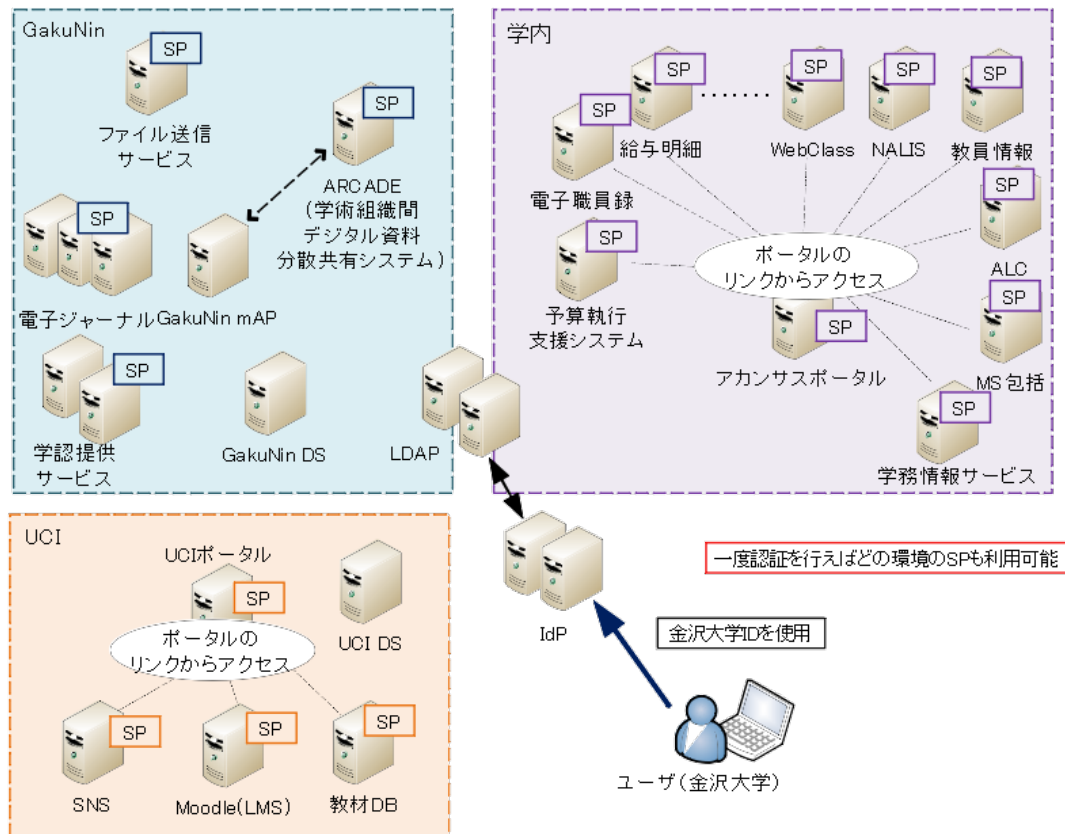 GakuNin
SP
ファイル送信
サービス
SP
ARCADE
(学術組織間
デジタル資料
分散共有システム)
SP
電子ジャーナル
GakuNin mAP
SP
学認提供
サービス
GakuNin DS
LDAP
学内
SP
電子職員録
SP
給与明細
SP
WebClass
SP
NALIS
SP
教員情報
SP
ALC
SP
予算執行
支援システム
ポータルの
リンクからアクセス
SP
アカンサスポータル
SP
MS包括
SP
学務情報サービス
UCI
UCIポータル
SP
ポータルの
リンクからアクセス
UCI DS
SP
SNS
SP
Moodle(LMS)
SP
教材DB
IdP
一度認証を行えばどの環境のSPも利用可能
金沢大学IDを使用
ユーザ(金沢大学)